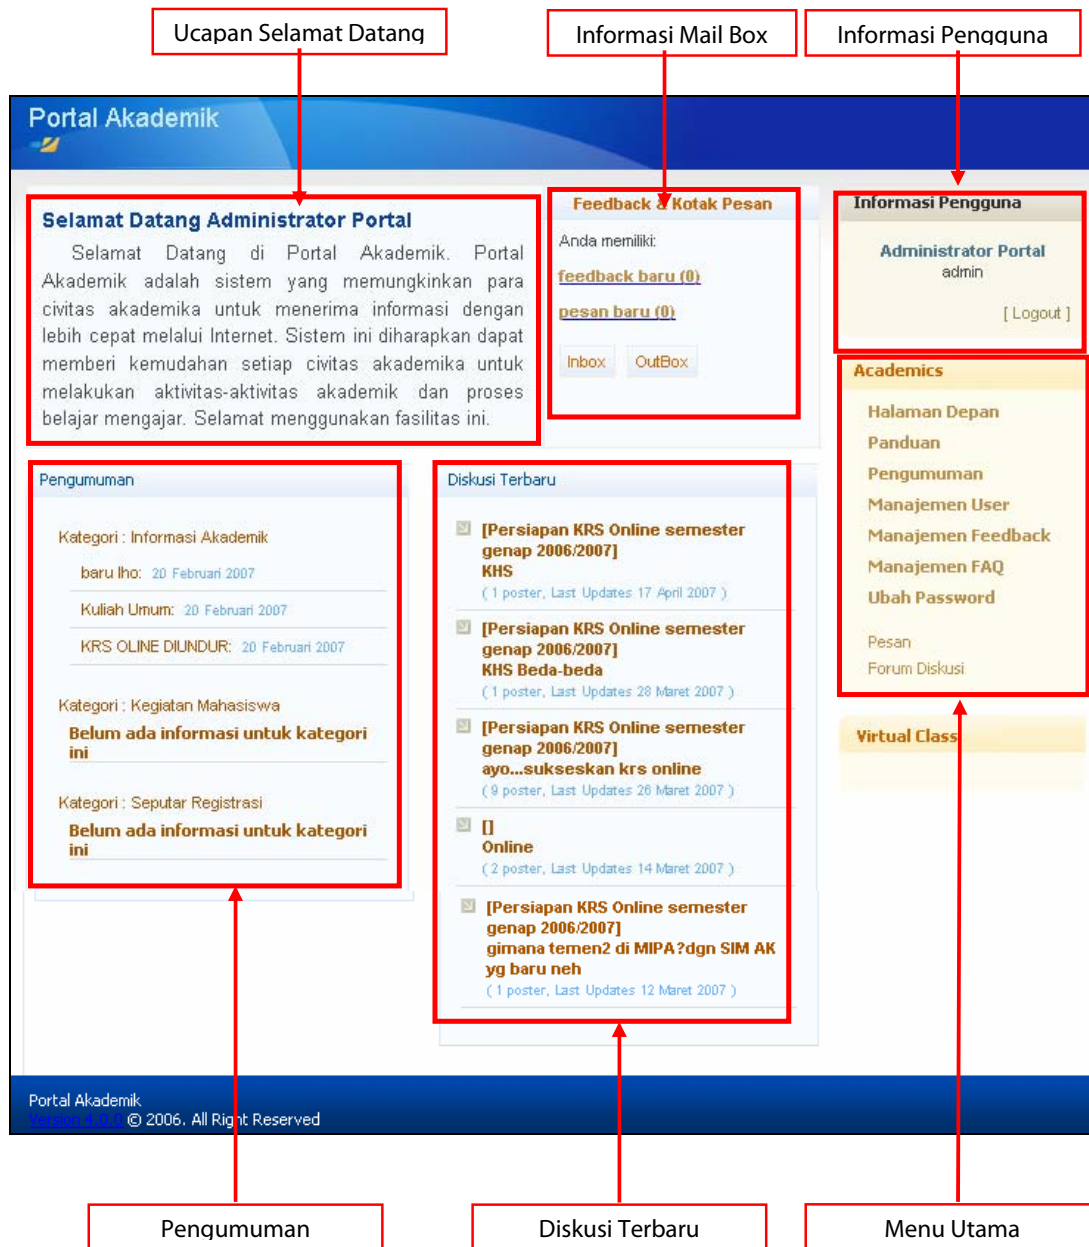 Ucapan Selamat Datang
Informasi Mail Box
Informasi Pengguna
Portal Akademik
Selamat Datang Administrator Portal
Selamat Datang di Portal Akademik. Portal
Akademik adalah sistem yang memungkinkan para
civitas akademika untuk menerima informasi dengan
lebih cepat melalui Internet. Sistem ini diharapkan dapat
memberi kemudahan setiap civitas akademika untuk
melakukan aktivitas-aktivitas akademik dan proses
belajar mengajar. Selamat menggunakan fasilitas ini.
Feedback & Kotak Pesan
Anda memiliki:
feedback baru (0)
pesan baru (0)
Inbox OutBox
Informasi Pengguna
Administrator Portal
admin
[ Logout ]
Academics
Halaman Depan
Panduan
Pengumuman
Manajemen User
Manajemen Feedback
Manajemen FAQ
Ubah Password
Pesan
Forum Diskusi
Virtual Class
Pengumuman
Kategori : Informasi Akademik
baru lho: 20 Februari 2007
Kuliah Umum: 20 Februari 2007
KRS OLINE DIUNDUR: 20 Februari 2007
Kategori : Kegiatan Mahasiswa
Belum ada informasi untuk kategori
ini
Kategori : Seputar Registrasi
Belum ada informasi untuk kategori
ini
Diskusi Terbaru
[Persiapan KRS Online semester
genap 2006/2007]
KHS
( 1 poster, Last Updates 17 April 2007 )
[Persiapan KRS Online semester
genap 2006/2007]
KHS Beda-beda
( 1 poster, Last Updates 28 Maret 2007 )
[Persiapan KRS Online semester
genap 2006/2007]
ayo...sukseskan krs online
( 9 poster, Last Updates 26 Maret 2007 )
[]
Online
( 2 poster, Last Updates 14 Maret 2007 )
[Persiapan KRS Online semester
genap 2006/2007]
gimana temen2 di MIPA?dgn SIM AK
yg baru neh
( 1 poster, Last Updates 12 Maret 2007 )
Portal Akademik
Version 4.0.0 © 2006. All Right Reserved
Pengumuman
Diskusi Terbaru
Menu Utama